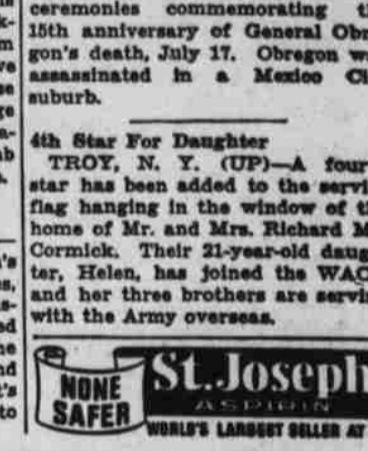 ceremonies commemorating t
15th anniversary of General Obr
gon's death, July 17. Obregon w
assassinated in a Mexico Ci
suburb.
4th Star For Daughter
TROY, N. Y. (UP)—A four
star has been added to the servi
flag hanging in the window of t
home of Mr. and Mrs. Richard M
Cormick. Their 21-year-old daug
ter, Helen, has joined the WAC
and her three brothers are servi
with the Army overseas.
NONE
SAFER
St.Joseph
ASPIRIN
WORLD'S LARGEST SELLER AT